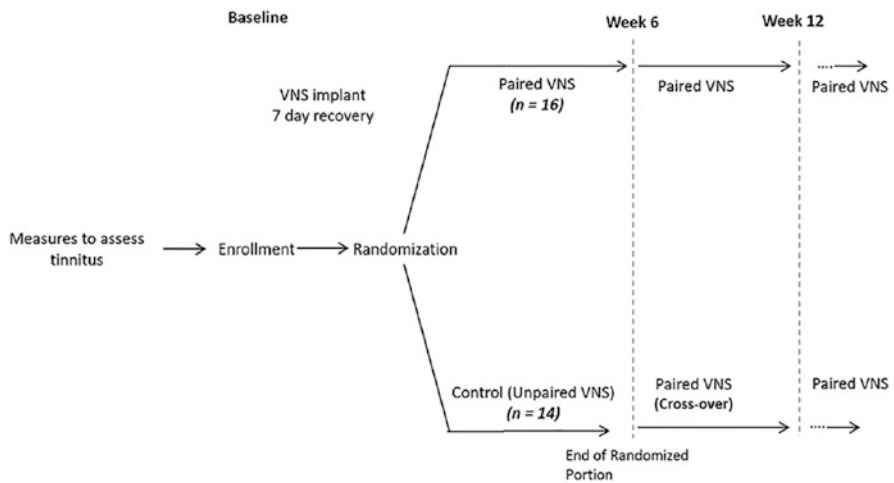 Baseline
Week 6
Week 12
VNS implant
7 day recovery
Paired VNS
(n = 16)
Paired VNS
Paired VNS
Measures to assess
tinnitus
Enrollment
Randomization
Control (Unpaired VNS)
(n = 14)
Paired VNS
(Cross-over)
Paired VNS
End of Randomized
Portion